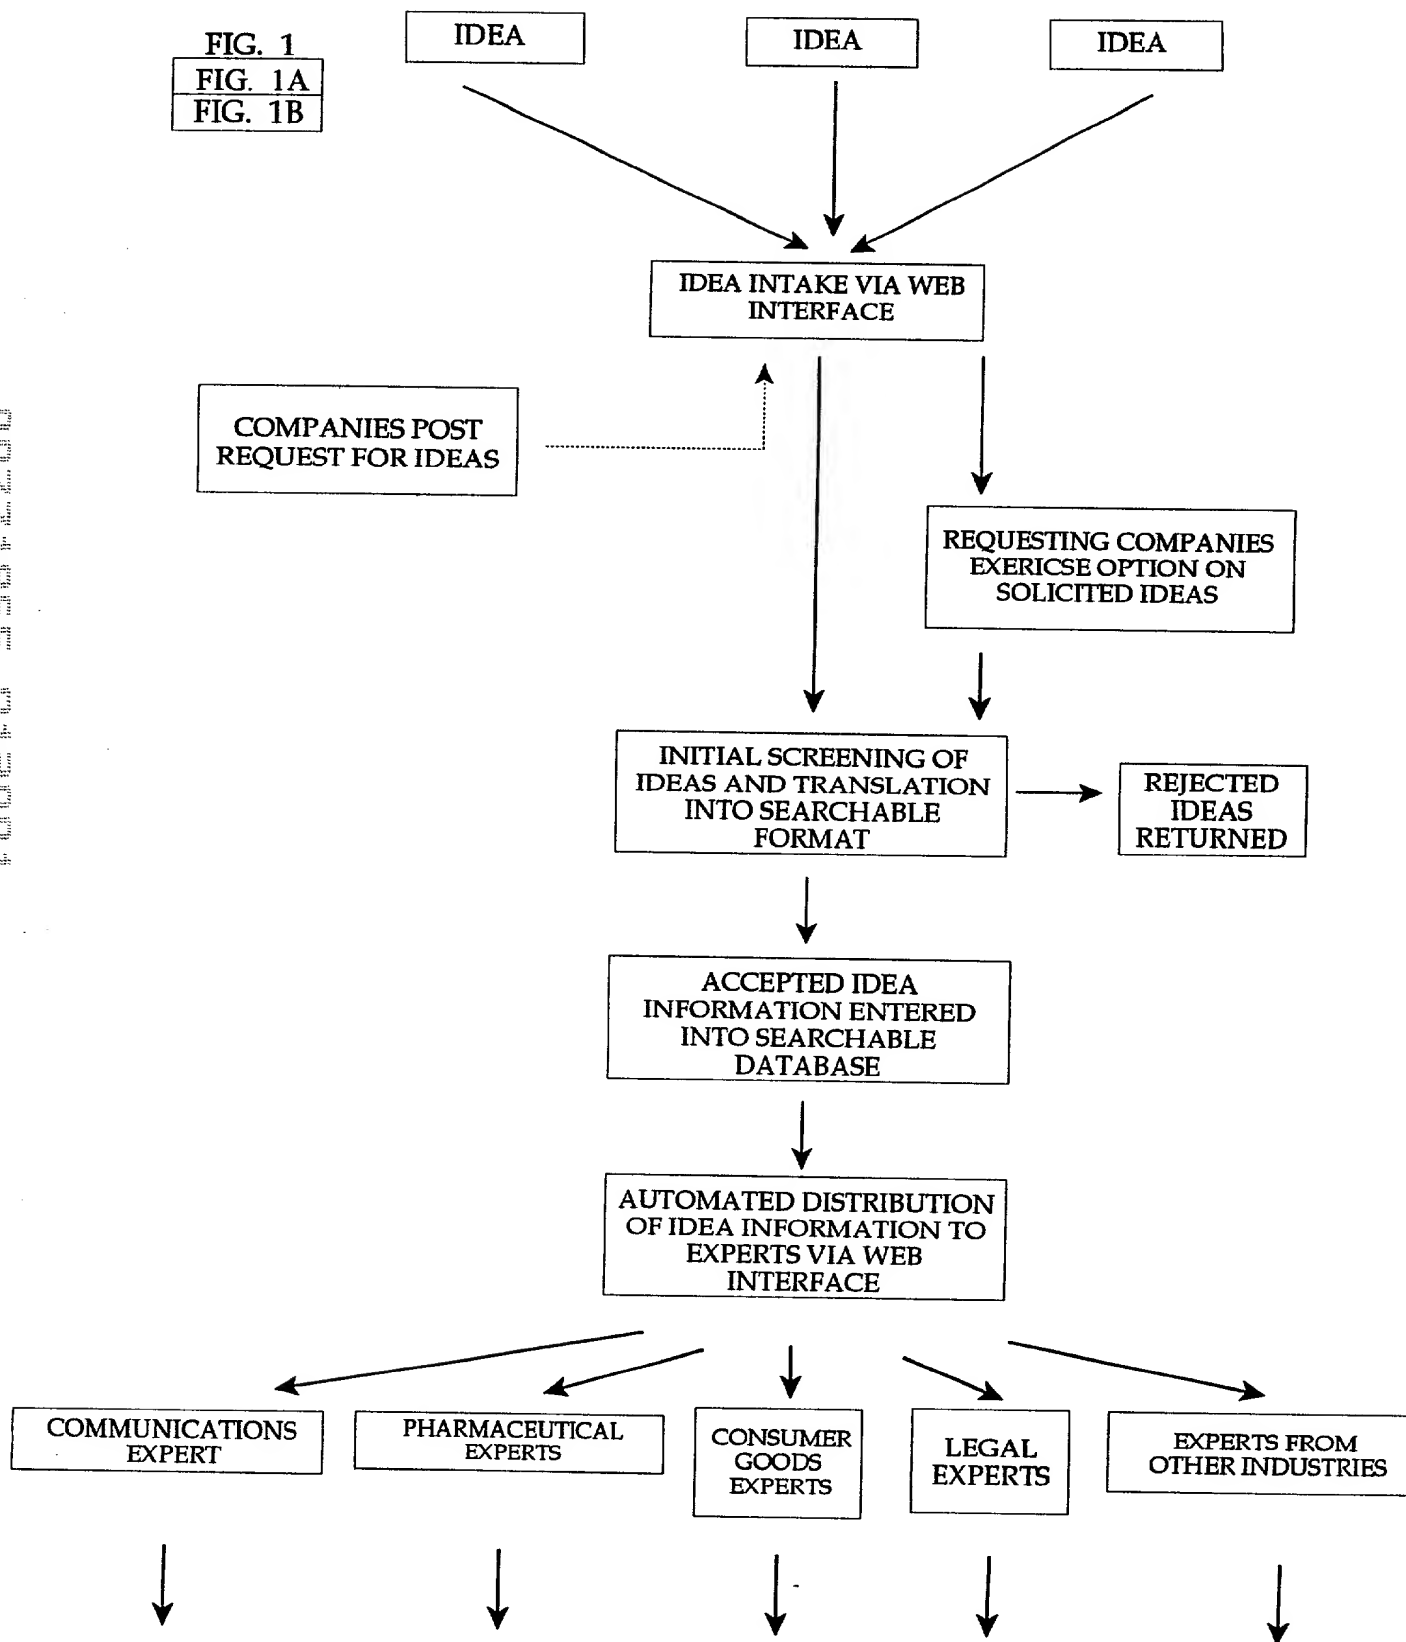 FIG. 1
FIG. 1A
FIG. 1B
IDEA
IDEA
IDEA
IDEA INTAKE VIA WEB
INTERFACE
COMPANIES POST
REQUEST FOR IDEAS
REQUESTING COMPANIES
EXERICSE OPTION ON
SOLICITED IDEAS
INITIAL SCREENING OF
IDEAS AND TRANSLATION
INTO SEARCHABLE
FORMAT
REJECTED
IDEAS
RETURNED
ACCEPTED IDEA
INFORMATION ENTERED
INTO SEARCHABLE
DATABASE
AUTOMATED DISTRIBUTION
OF IDEA INFORMATION TO
EXPERTS VIA WEB
INTERFACE
COMMUNICATIONS
EXPERT
PHARMACEUTICAL
EXPERTS
CONSUMER
GOODS
EXPERTS
LEGAL
EXPERTS
EXPERTS FROM
OTHER INDUSTRIES